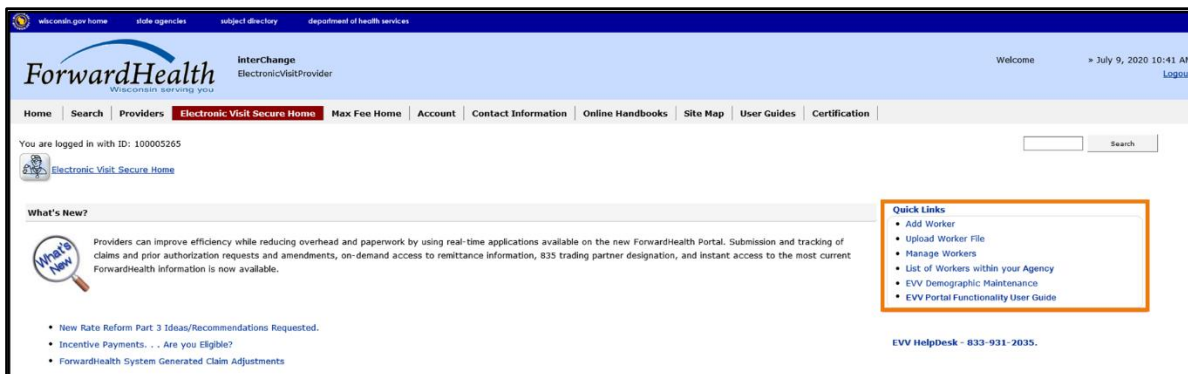 wisconsin.gov home state agencies subject directory department of health services
ForwardHealth
Wisconsin serving you
interChange
ElectronicVisitProvider
Welcome » July 9, 2020 10:41 AM
Logou
Home Search Providers Electronic Visit Secure Home Max Fee Home Account Contact Information Online Handbooks Site Map User Guides Certification
You are logged in with ID: 100005265
Search
Electronic Visit Secure Home
What's New?
What's
New
Providers can improve efficiency while reducing overhead and paperwork by using real-time applications available on the new ForwardHealth Portal. Submission and tracking of
claims and prior authorization requests and amendments, on-demand access to remittance information, 835 trading partner designation, and instant access to the most current
ForwardHealth information is now available.
• New Rate Reform Part 3 Ideas/Recommendations Requested.
• Incentive Payments. . . Are you Eligible?
• ForwardHealth System Generated Claim Adjustments
Quick Links
• Add Worker
• Upload Worker File
• Manage Workers
• List of Workers within your Agency
• EVV Demographic Maintenance
• EVV Portal Functionality User Guide
EVV HelpDesk - 833-931-2035.